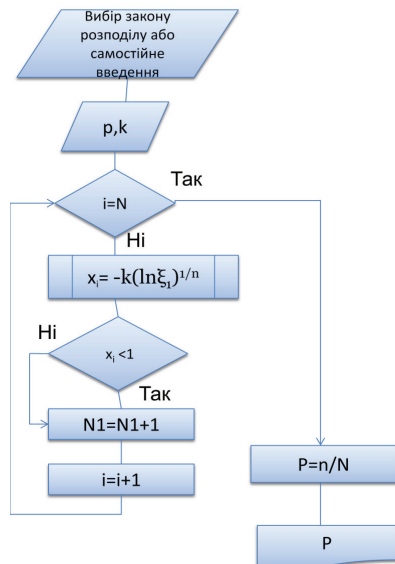 Вибір закону
розподілу або
самостійне
введення
p,k
Так
i=N
Ні
xᵢ= -k(lnξ₁)¹/ⁿ
Ні
xᵢ <1
Так
N1=N1+1
P=n/N
i=i+1
P